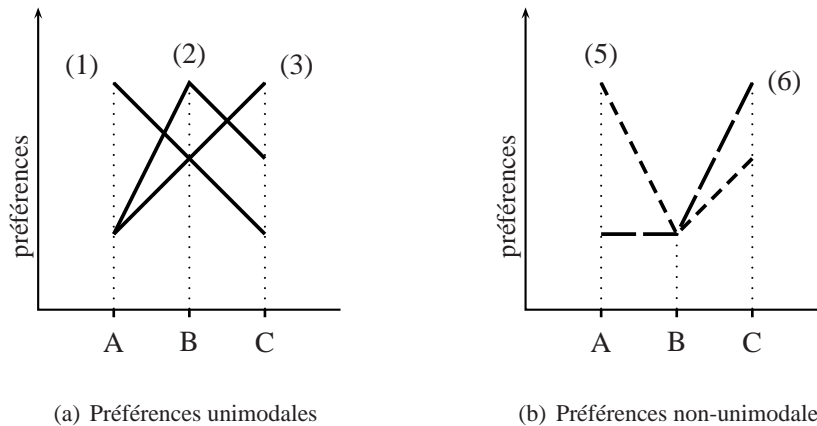 (1) (2) (3)
préférences
A B C
(a) Préférences unimodales
(5) (6)
préférences
A B C
(b) Préférences non-unimodale